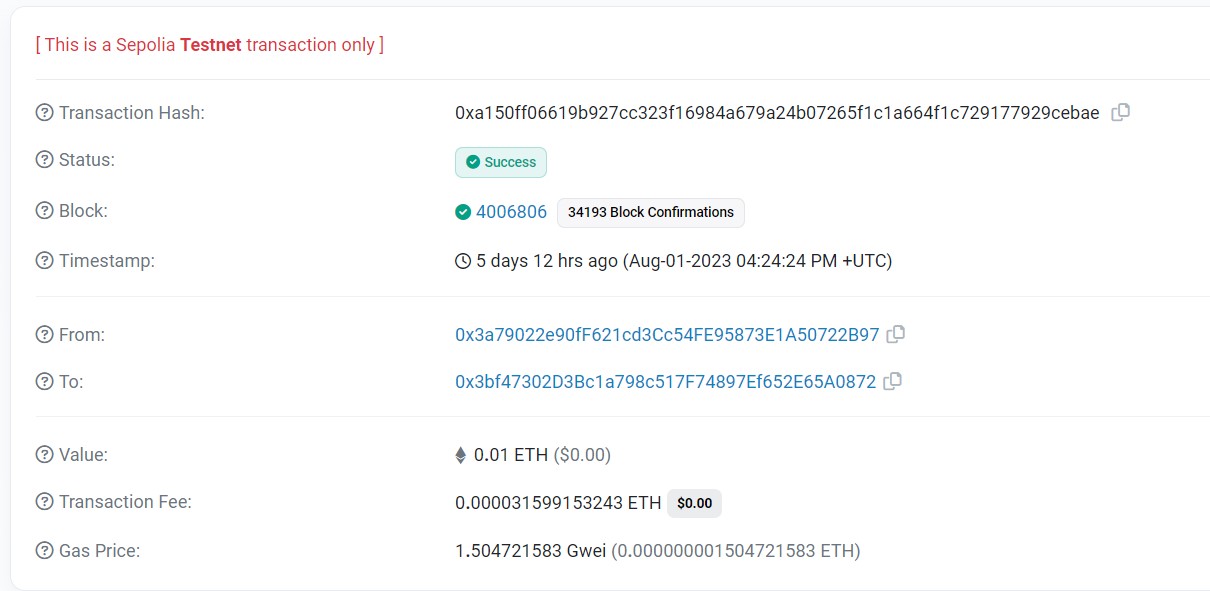 [ This is a Sepolia Testnet transaction only ]
Transaction Hash: 0xa150ff06619b927cc323f16984a679a24b07265f1c1a664f1c729177929cebae
Status: Success
Block: 4006806 34193 Block Confirmations
Timestamp: 5 days 12 hrs ago (Aug-01-2023 04:24:24 PM +UTC)
From: 0x3a79022e90fF621cd3Cc54FE95873E1A50722B97
To: 0x3bf47302D3Bc1a798c517F74897Ef652E65A0872
Value: 0.01 ETH ($0.00)
Transaction Fee: 0.000031599153243 ETH $0.00
Gas Price: 1.504721583 Gwei (0.000000001504721583 ETH)